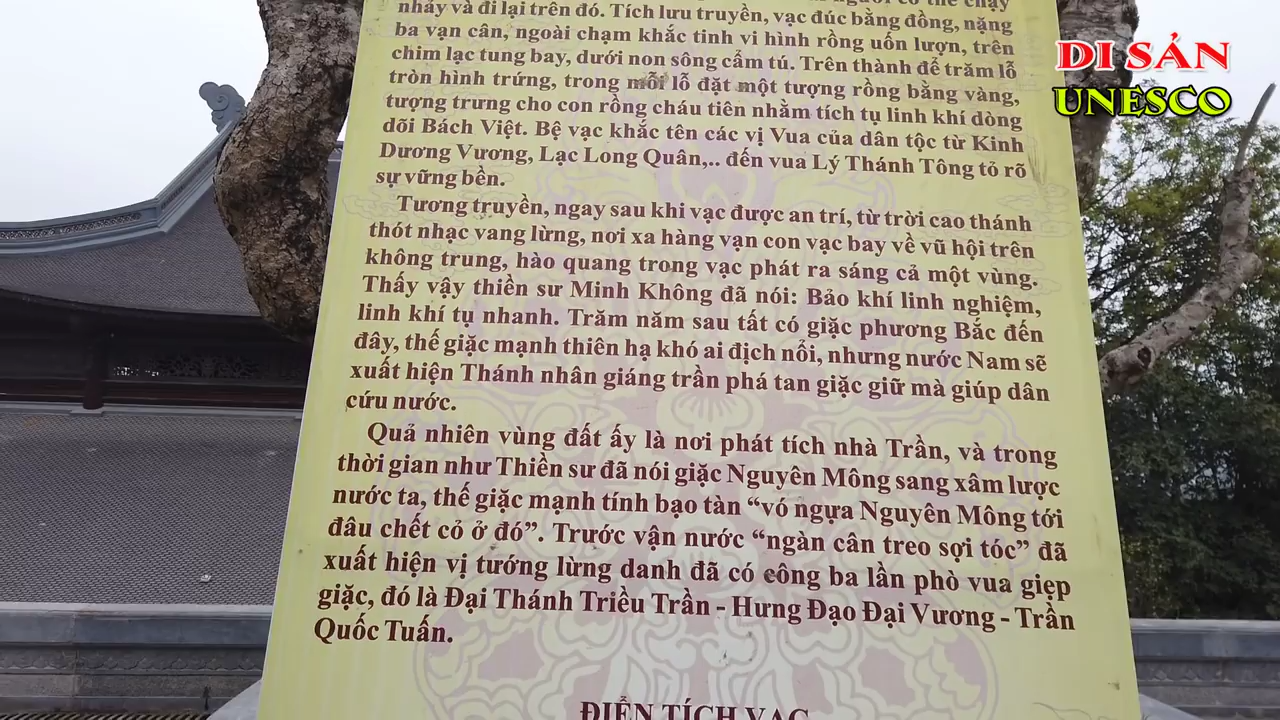 người có thể chạy
nhảy và đi lại trên đó. Tích lưu truyền, vạc đúc bằng đồng, nặng
ba vạn cân, ngoài chạm khắc tinh vi hình rồng uốn lượn, trên
chim lạc tung bay, dưới non sông cẩm tú. Trên thành để trăm lỗ
tròn hình trứng, trong mỗi lỗ đặt một tượng rồng bằng vàng,
tượng trưng cho con rồng cháu tiên nhằm tích tụ linh khí dòng
dõi Bách Việt. Bệ vạc khắc tên các vị Vua của dân tộc từ Kinh
Dương Vương, Lạc Long Quân,.. đến vua Lý Thánh Tông tỏ rõ
sự vững bền.
Tương truyền, ngay sau khi vạc được an trí, từ trời cao thánh
thót nhạc vang lừng, nơi xa hàng vạn con vạc bay về vũ hội trên
không trung, hào quang trong vạc phát ra sáng cả một vùng.
Thấy vậy thiền sư Minh Không đã nói: Bảo khí linh nghiệm,
linh khí tụ nhanh. Trăm năm sau tất có giặc phương Bắc đến
đây, thế giặc mạnh thiên hạ khó ai địch nổi, nhưng nước Nam sẽ
xuất hiện Thánh nhân giáng trần phá tan giặc giữ mà giúp dân
cứu nước.
Quả nhiên vùng đất ấy là nơi phát tích nhà Trần, và trong
thời gian như Thiền sư đã nói giặc Nguyên Mông sang xâm lược
nước ta, thế giặc mạnh tính bạo tàn “vó ngựa Nguyên Mông tới
đâu chết cỏ ở đó”. Trước vận nước “ngàn cân treo sợi tóc” đã
xuất hiện vị tướng lừng danh đã có công ba lần phò vua giẹp
giặc, đó là Đại Thánh Triều Trần - Hưng Đạo Đại Vương - Trần
Quốc Tuấn.
ĐIỂN TÍCH VẠC
DI SẢN
UNESCO